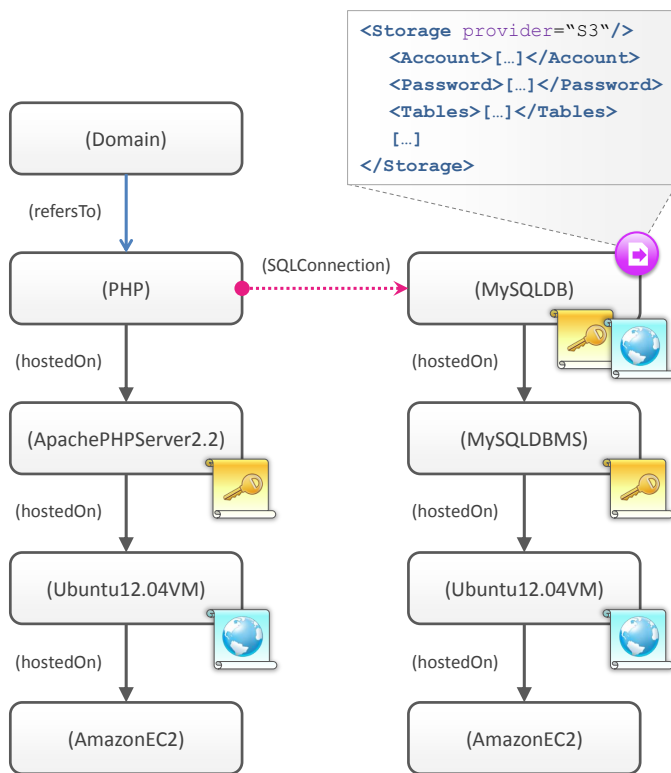 <Storage provider=“S3“/>
<Account>[…]</Account>
<Password>[…]</Password>
<Tables>[…]</Tables>
[…]
</Storage>
(Domain)
(refersTo)
(PHP)
(SQLConnection)
(MySQLDB)
(hostedOn)
(hostedOn)
(ApachePHPServer2.2)
(MySQLDBMS)
(hostedOn)
(hostedOn)
(Ubuntu12.04VM)
(Ubuntu12.04VM)
(hostedOn)
(hostedOn)
(AmazonEC2)
(AmazonEC2)